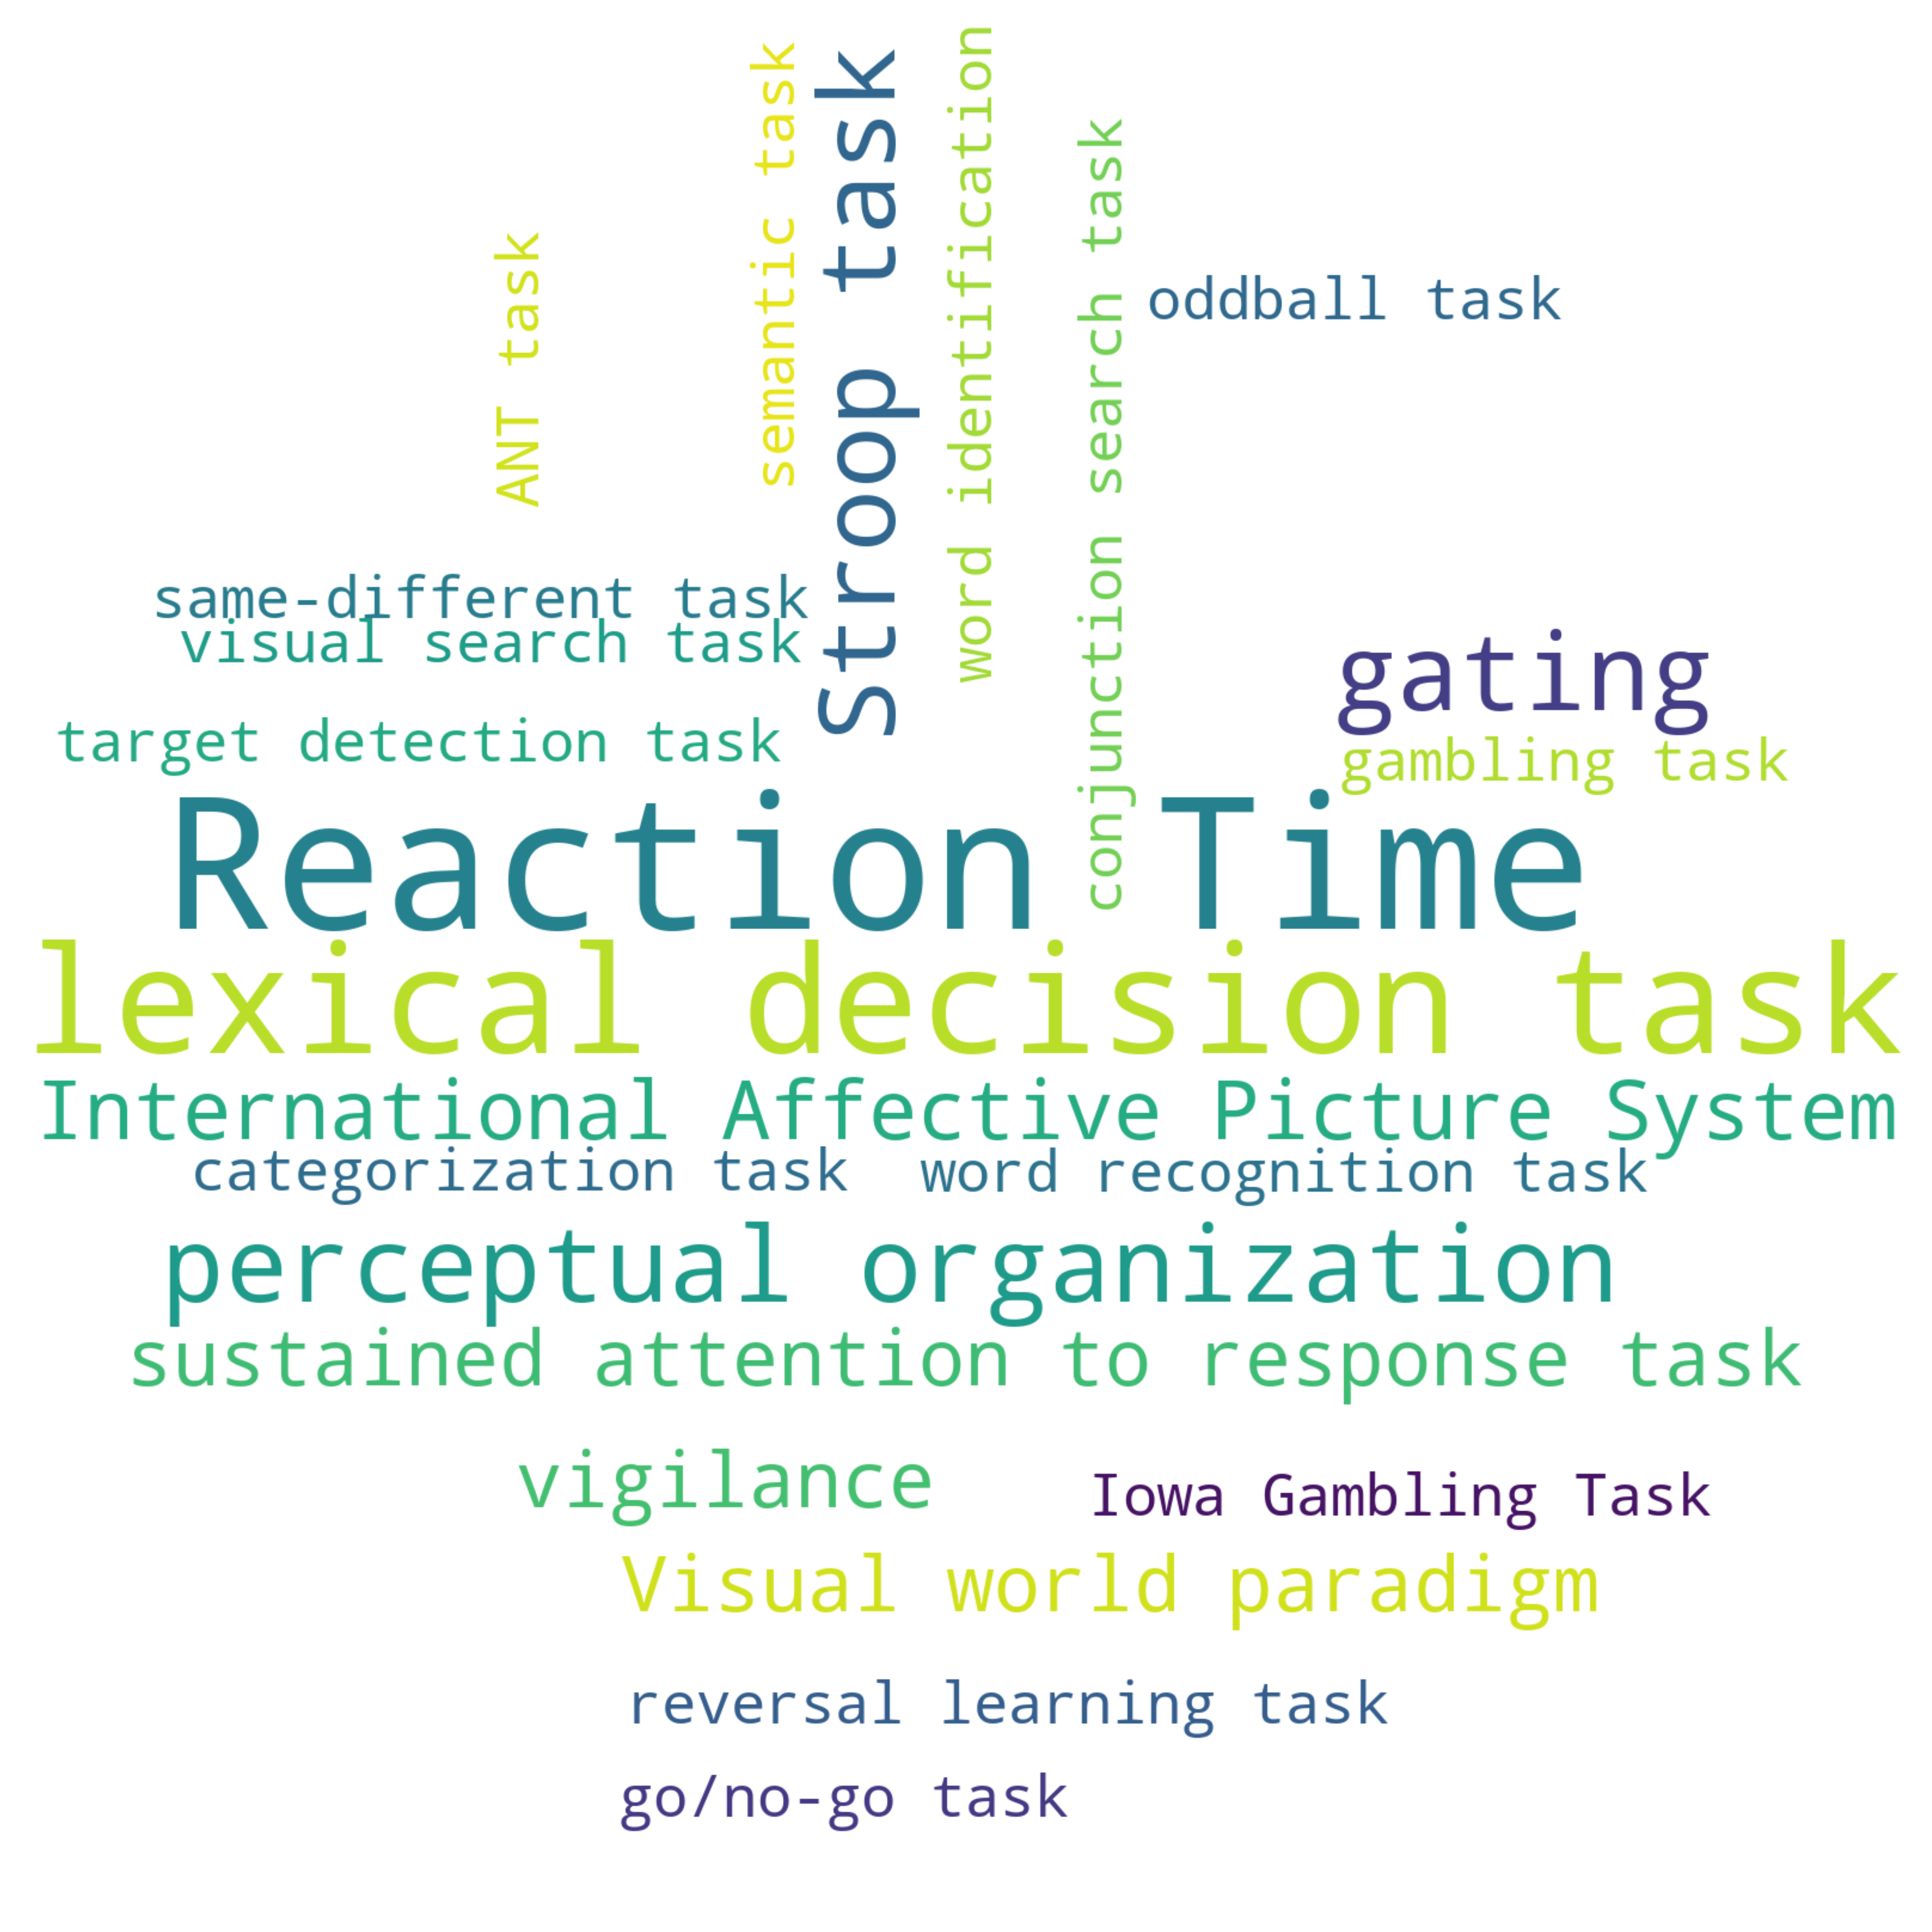 ANT task
semantic task
Stroop task
word identification
conjunction search task
oddball task
same-different task
visual search task
target detection task
gating
gambling task
Reaction Time
lexical decision task
International Affective Picture System
categorization task
word recognition task
perceptual organization
sustained attention to response task
vigilance
Iowa Gambling Task
Visual world paradigm
reversal learning task
go/no-go task